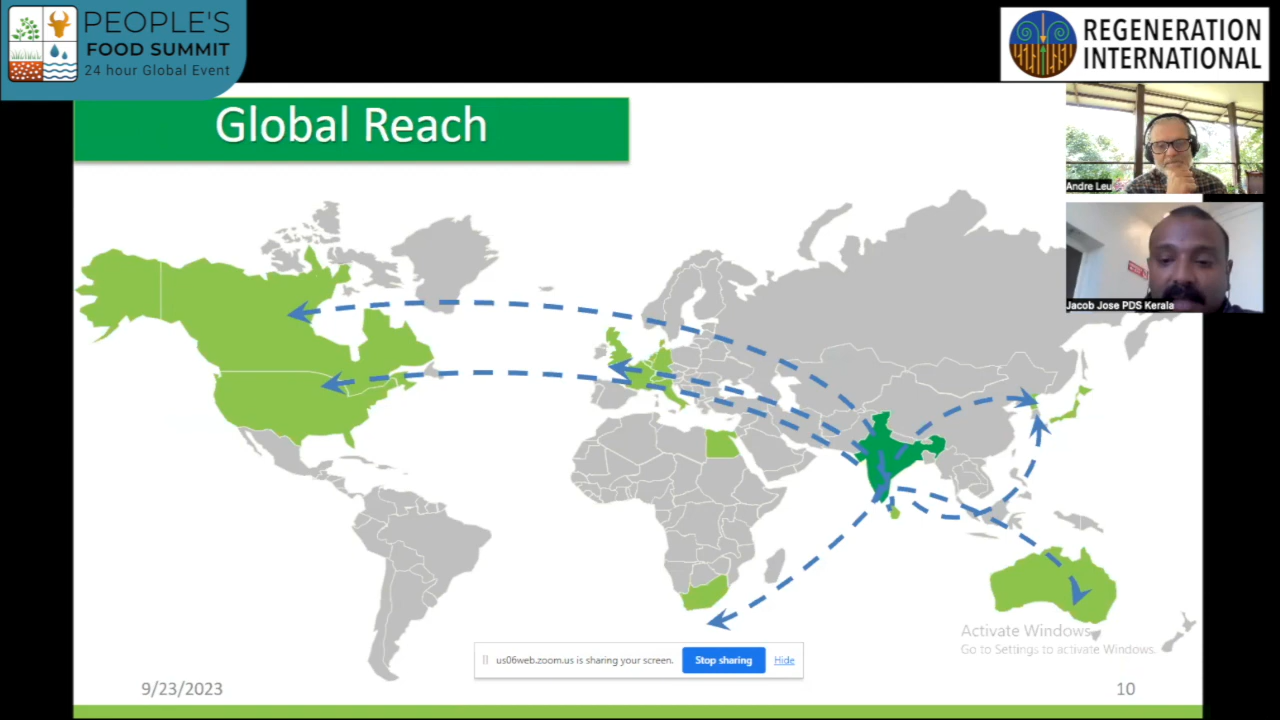 PEOPLE'S
FOOD SUMMIT
24 hour Global Event
REGENERATION
INTERNATIONAL
Global Reach
Andre Leu
Jacob Jose PDS Kerala
Activate Windows
Go to Settings to activate Windows.
us06web.zoom.us is sharing your screen.
Stop sharing
Hide
9/23/2023
10